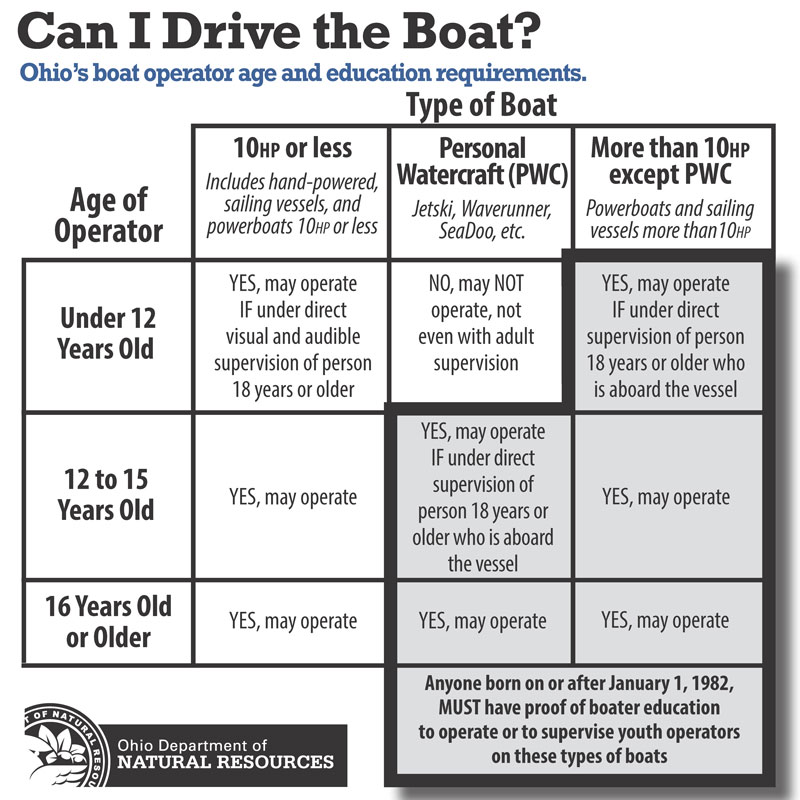 Can I Drive the Boat?
Ohio's boat operator age and education requirements.
Type of Boat
Age of
Operator
10HP or less
Includes hand-powered,
sailing vessels, and
powerboats 10HP or less
Personal
Watercraft (PWC)
Jetski, Waverunner,
SeaDoo, etc.
More than 10HP
except PWC
Powerboats and sailing
vessels more than10HP
Under 12
Years Old
YES, may operate
IF under direct
visual and audible
supervision of person
18 years or older
NO, may NOT
operate, not
even with adult
supervision
YES, may operate
IF under direct
supervision of person
18 years or older who
is aboard the vessel
12 to 15
Years Old
YES, may operate
YES, may operate
IF under direct
supervision of
person 18 years or
older who is aboard
the vessel
YES, may operate
16 Years Old
or Older
YES, may operate
YES, may operate
YES, may operate
Anyone born on or after January 1, 1982,
MUST have proof of boater education
to operate or to supervise youth operators
on these types of boats
OF NATURAL
Ohio Department of
NATURAL RESOURCES